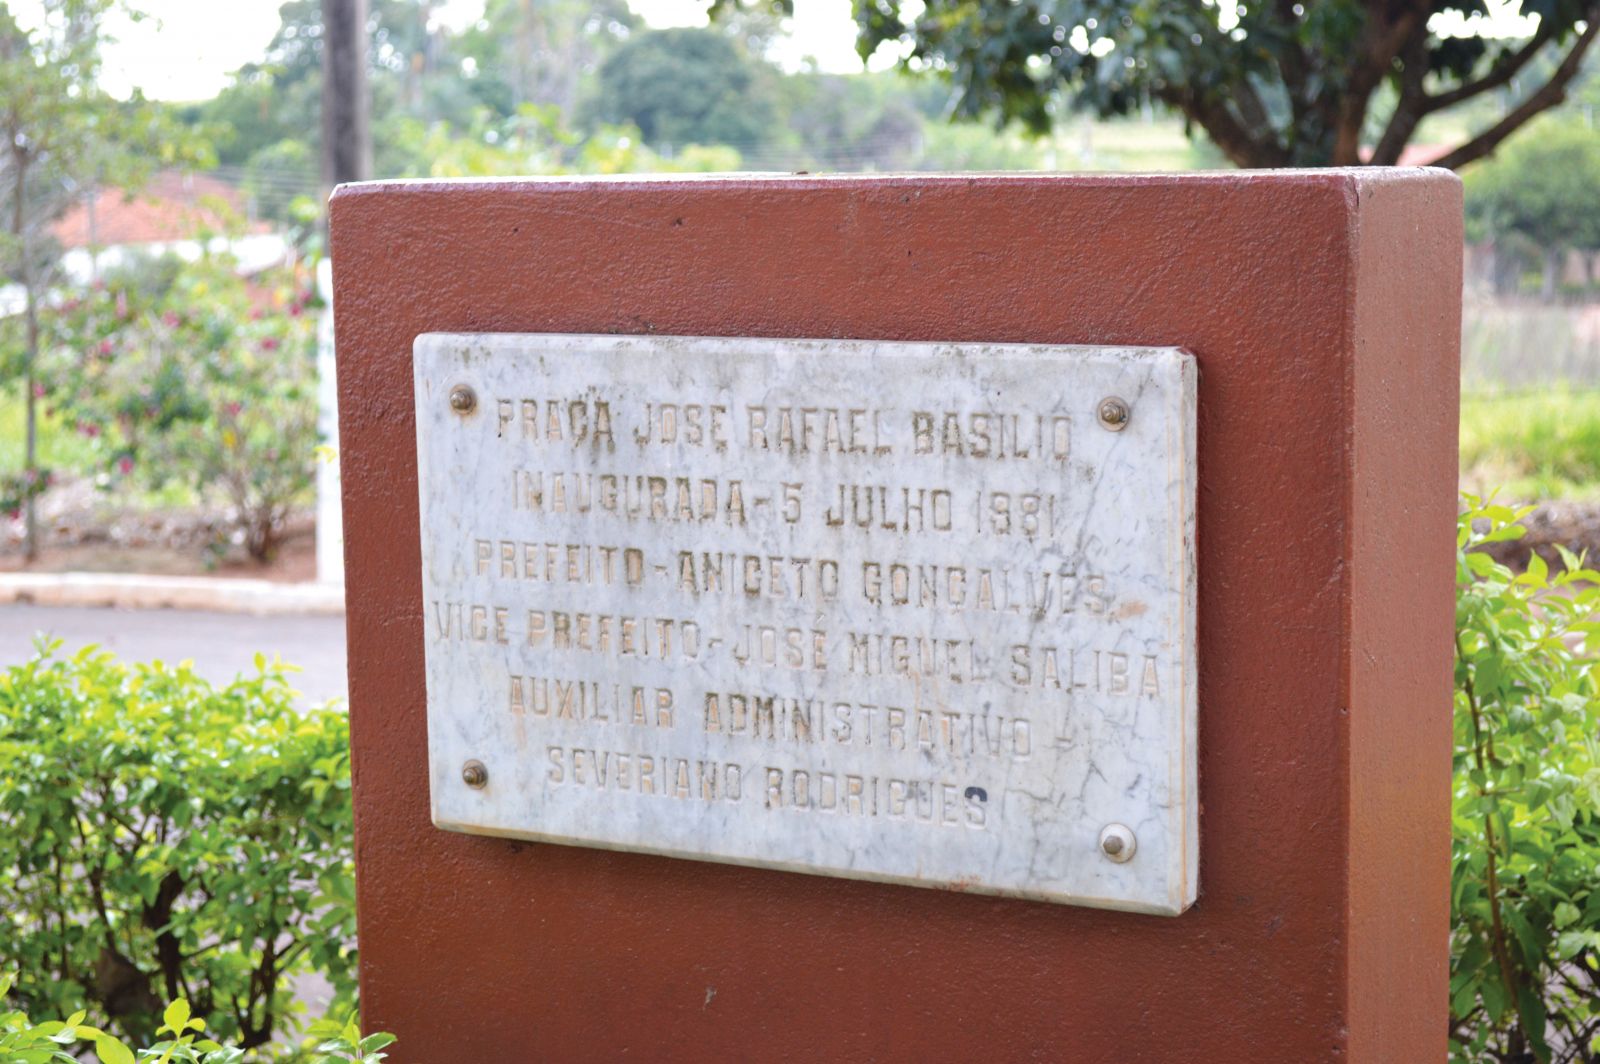 PRAÇA JOSE RAFAEL BASILIO
INAUGURADA - 5 JULHO 1981
PREFEITO - ANICETO GONÇALVES
VICE PREFEITO - JOSÉ MIGUEL SALIBA
AUXILIAR ADMINISTRATIVO -
SEVERIANO RODRIGUES